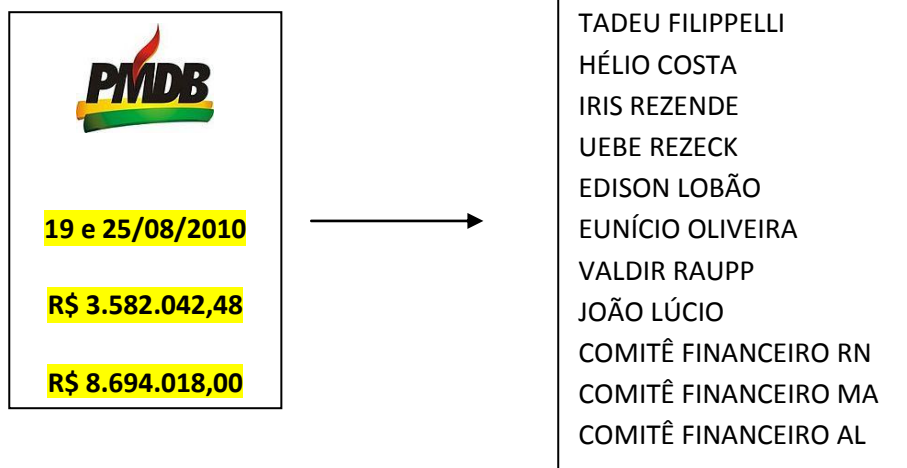 PMDB
19 e 25/08/2010
R$ 3.582.042,48
R$ 8.694.018,00
TADEU FILIPPELLI
HÉLIO COSTA
IRIS REZENDE
UEBE REZECK
EDISON LOBÃO
EUNÍCIO OLIVEIRA
VALDIR RAUPP
JOÃO LÚCIO
COMITÊ FINANCEIRO RN
COMITÊ FINANCEIRO MA
COMITÊ FINANCEIRO AL